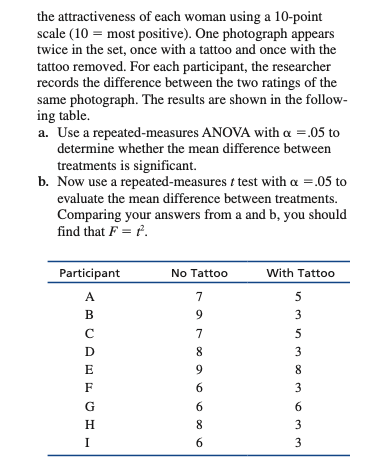 the attractiveness of each woman using a 10-point
scale (10 = most positive). One photograph appears
twice in the set, once with a tattoo and once with the
tattoo removed. For each participant, the researcher
records the difference between the two ratings of the
same photograph. The results are shown in the follow-
ing table.
a. Use a repeated-measures ANOVA with α =.05 to
determine whether the mean difference between
treatments is significant.
b. Now use a repeated-measures t test with α =.05 to
evaluate the mean difference between treatments.
Comparing your answers from a and b, you should
find that F = t².
Participant No Tattoo With Tattoo
A 7 5
B 9 3
C 7 5
D 8 3
E 9 8
F 6 3
G 6 6
H 8 3
I 6 3